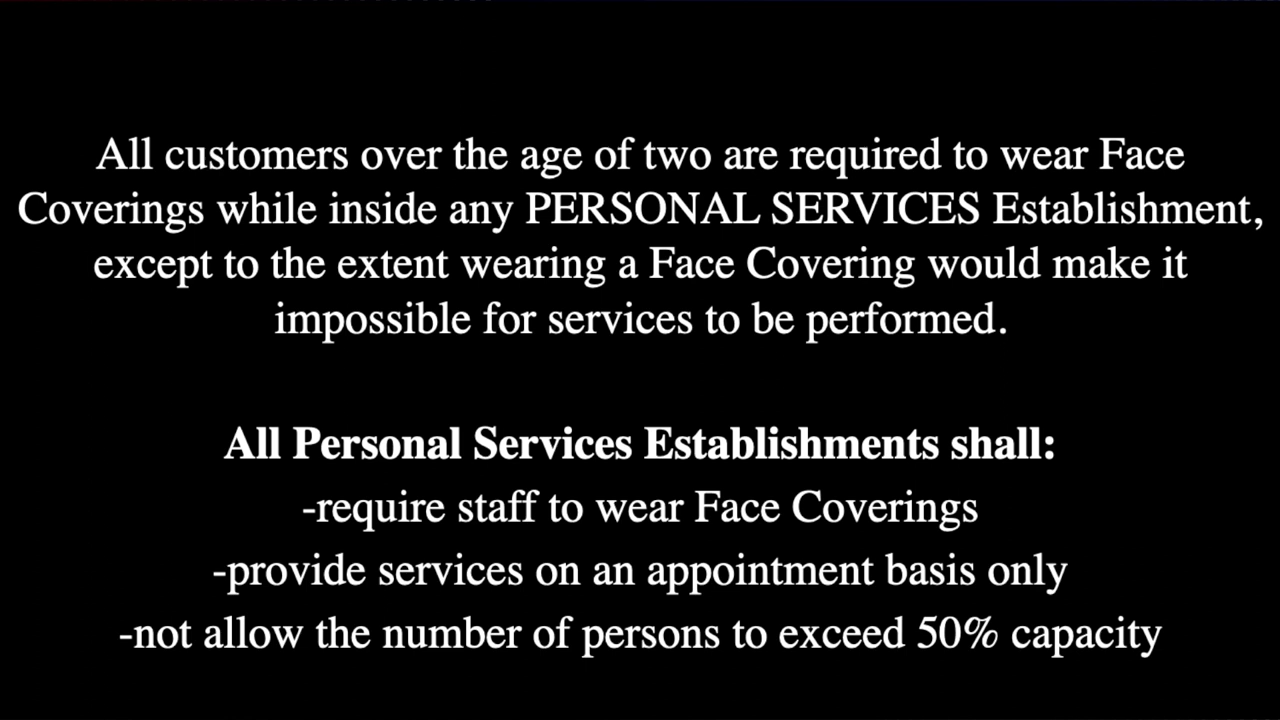 All customers over the age of two are required to wear Face
Coverings while inside any PERSONAL SERVICES Establishment,
except to the extent wearing a Face Covering would make it
impossible for services to be performed.
All Personal Services Establishments shall:
-require staff to wear Face Coverings
-provide services on an appointment basis only
-not allow the number of persons to exceed 50% capacity